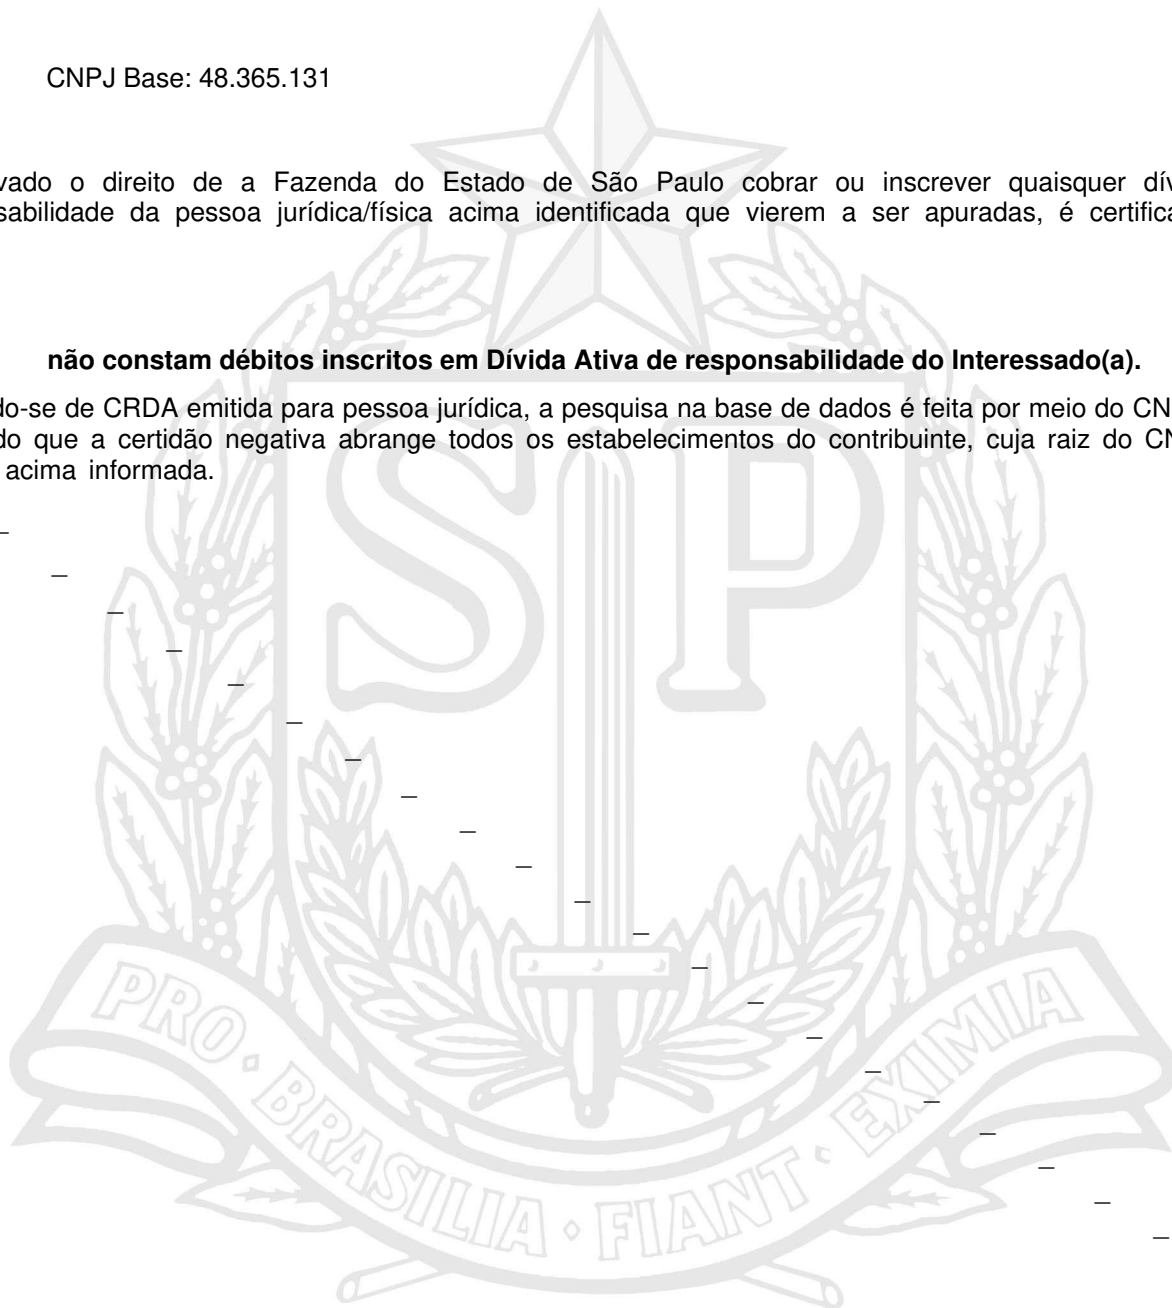 CNPJ Base: 48.365.131
vado o direito de a Fazenda do Estado de São Paulo cobrar ou inscrever quaisquer dív
sabilidade da pessoa jurídica/física acima identificada que vierem a ser apuradas, é certifica
não constam débitos inscritos em Dívida Ativa de responsabilidade do Interessado(a).
do-se de CRDA emitida para pessoa jurídica, a pesquisa na base de dados é feita por meio do CN
do que a certidão negativa abrange todos os estabelecimentos do contribuinte, cuja raiz do CN
acima informada.
SP
PRO · BRASILIA · FIANT · EXIMIA